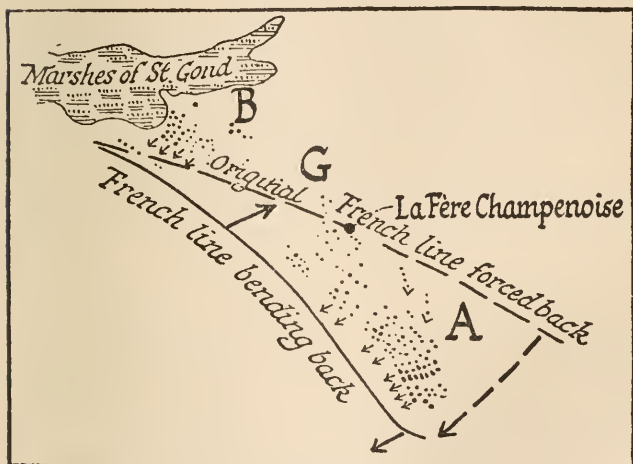 Marshes of St. Gond
B
Original
G
French line forced back
La Fère Champenoise
French line bending back
A